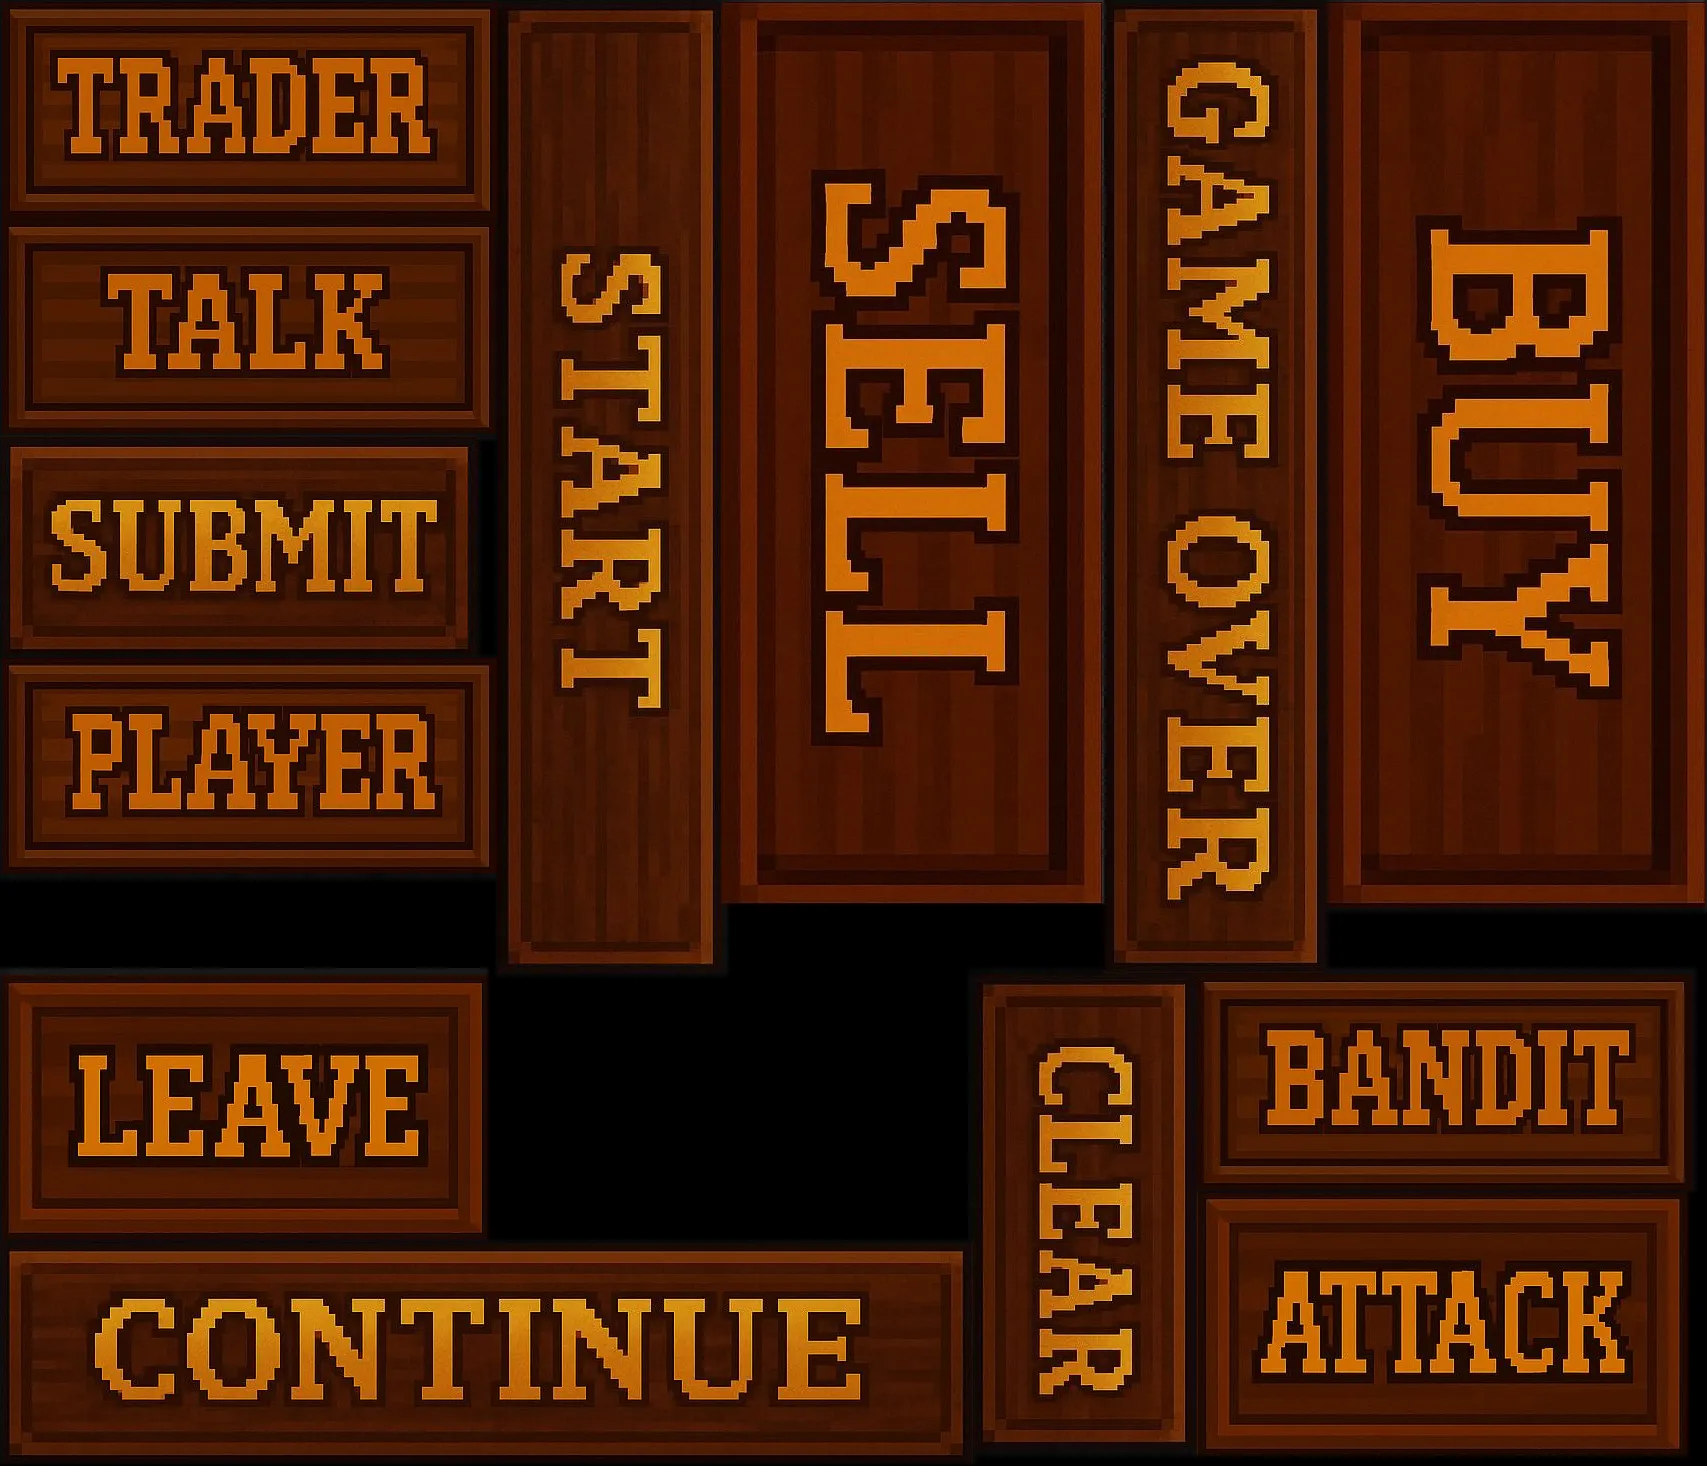 TRADER
TALK
SUBMIT
PLAYER
START
SELL
GAME OVER
BUY
LEAVE
CONTINUE
CLEAR
BANDIT
ATTACK